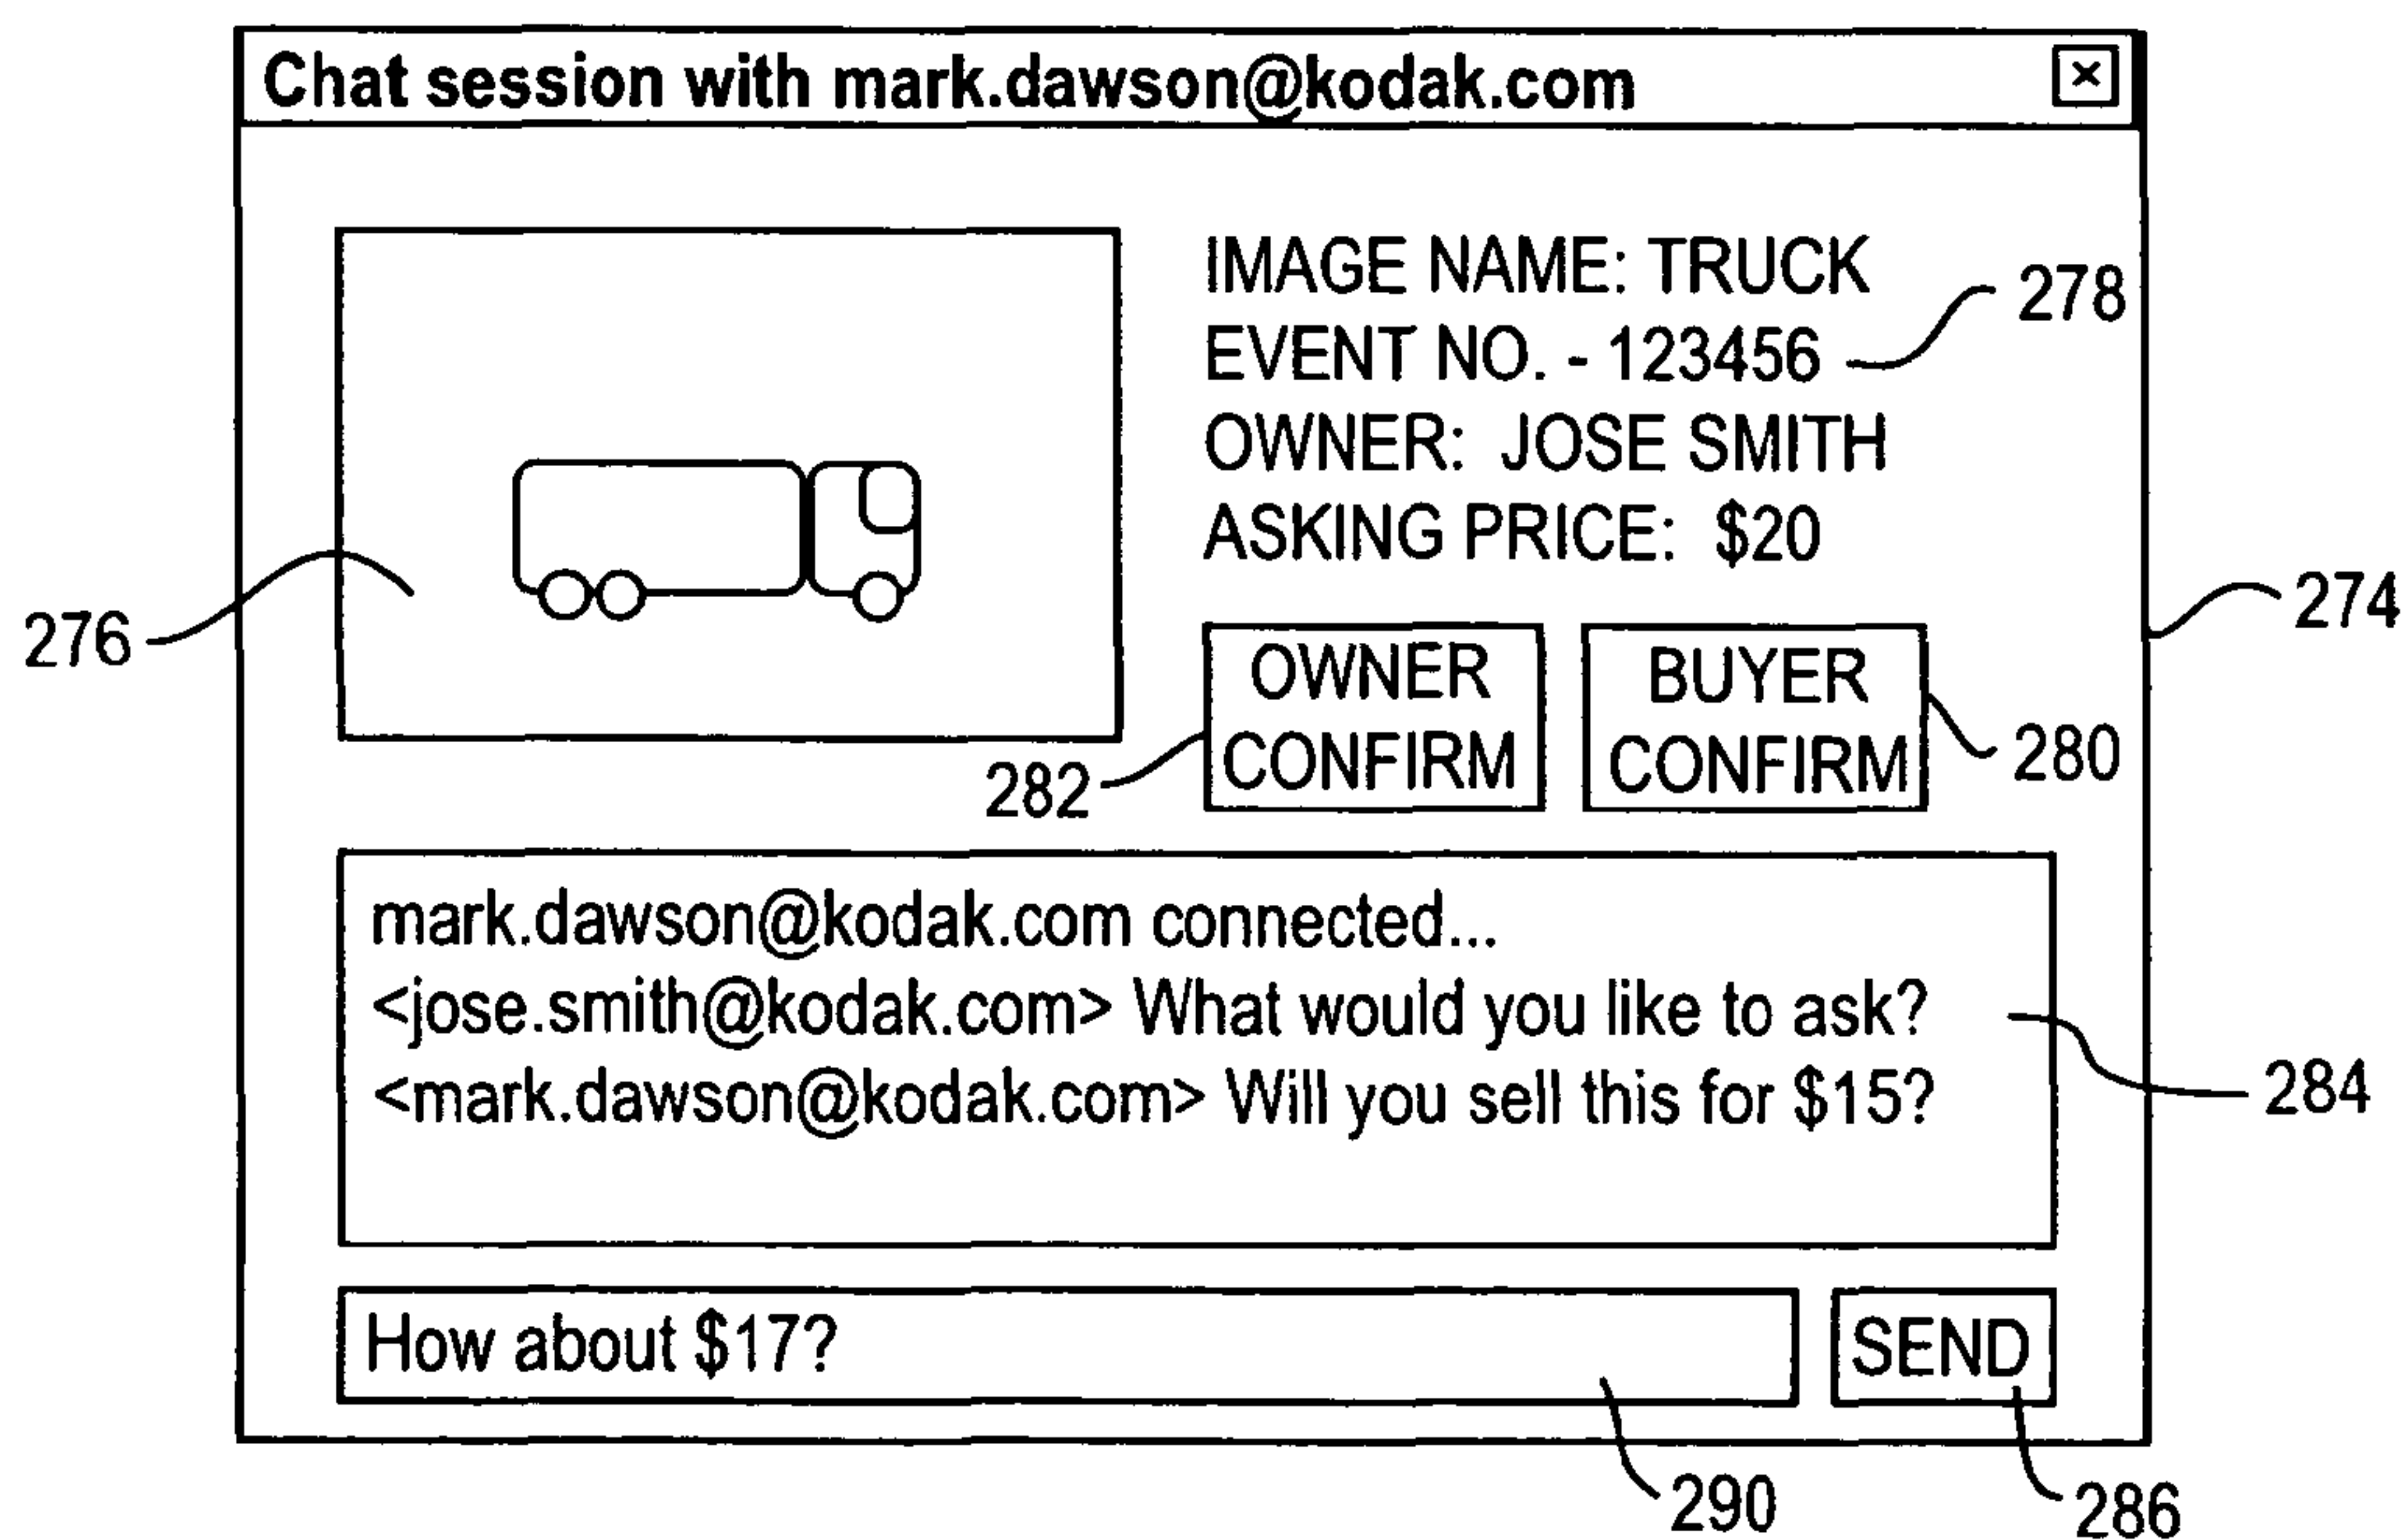 Chat session with mark.dawson@kodak.com
×
IMAGE NAME: TRUCK
278
EVENT NO. - 123456
OWNER:  JOSE SMITH
ASKING PRICE:  $20
276
274
OWNER
CONFIRM
BUYER
CONFIRM
282
280
mark.dawson@kodak.com connected...
<jose.smith@kodak.com> What would you like to ask?
<mark.dawson@kodak.com> Will you sell this for $15?
284
How about $17?
SEND
290
286